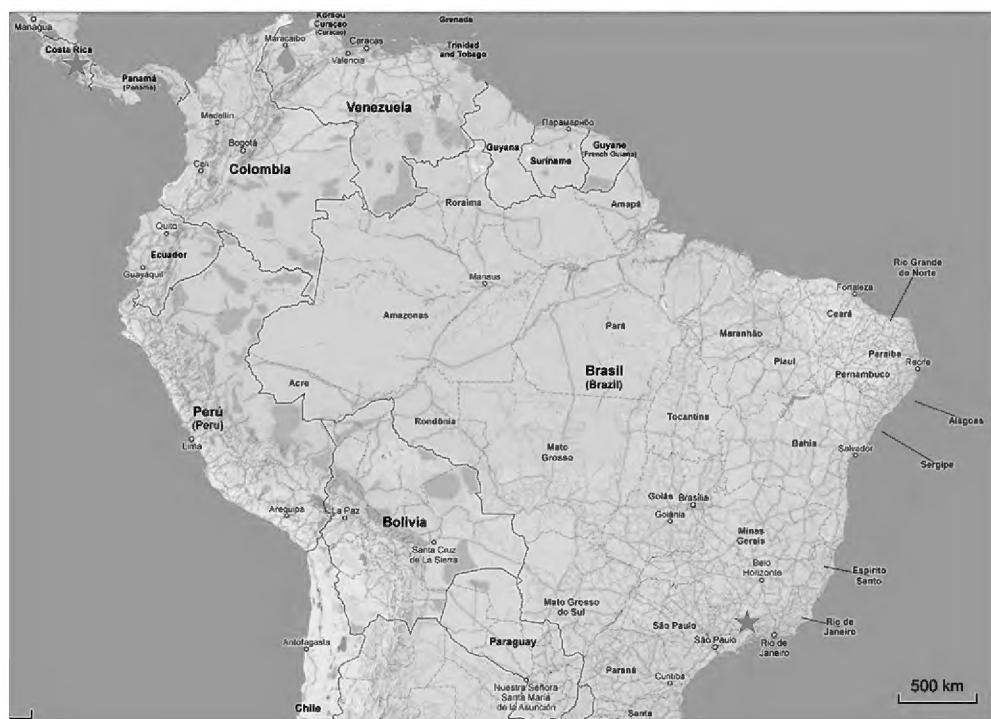 Managua
Korsou
Curaçao
(Curacao)
Grenada
Maracaibo
Caracas
Valencia
Trinidad
and Tobago
Costa Rica
Panamá
(Panama)
Venezuela
Medellín
Bogotá
Cali
Colombia
Парамарибо
Guyana
Suriname
Guyane
(French Guiana)
Roraima
Amapá
Quito
Ecuador
Guayaquil
Manaus
Amazonas
Pará
Rio Grande
do Norte
Fortaleza
Ceará
Maranhão
Piauí
Paraíba
Recife
Pernambuco
Brasil
(Brazil)
Acre
Rondônia
Tocantins
Alagoas
Perú
(Peru)
Lima
Mato
Grosso
Bahia
Salvador
Sergipe
Arequipa
La Paz
Bolivia
Goiás
Brasília
Goiânia
Santa Cruz
de La Sierra
Minas
Gerais
Belo
Horizonte
Espírito
Santo
Mato Grosso
do Sul
São Paulo
São Paulo
Rio de
Janeiro
Rio de
Janeiro
Antofagasta
Paraguay
Paraná
Curitiba
Nuestra Señora
Santa María
de la Asunción
Chile
Santa
500 km